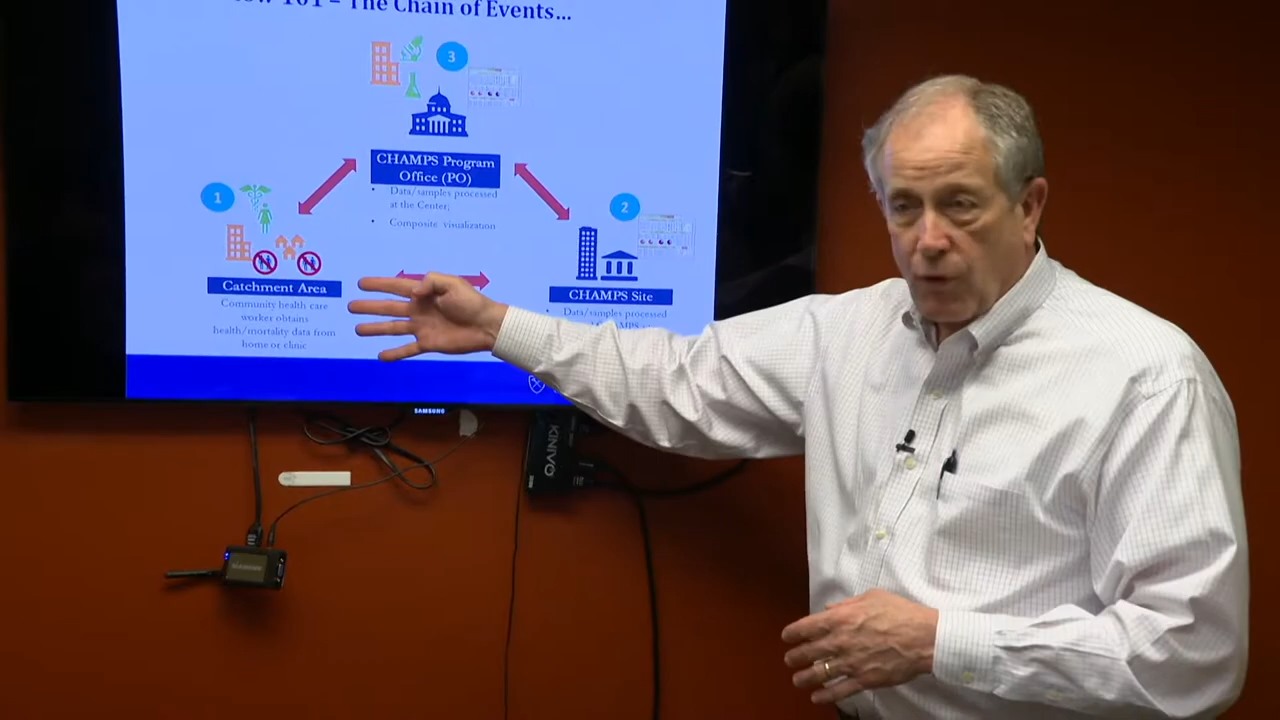 101 – The Chain of Events...
3
CHAMPS Program
Office (PO)
• Data/samples processed
at the Center;
• Composite visualization
1
Catchment Area
Community health care
worker obtains
health/mortality data from
home or clinic
2
CHAMPS Site
• Data/samples processed
SAMSUNG
KINIVO